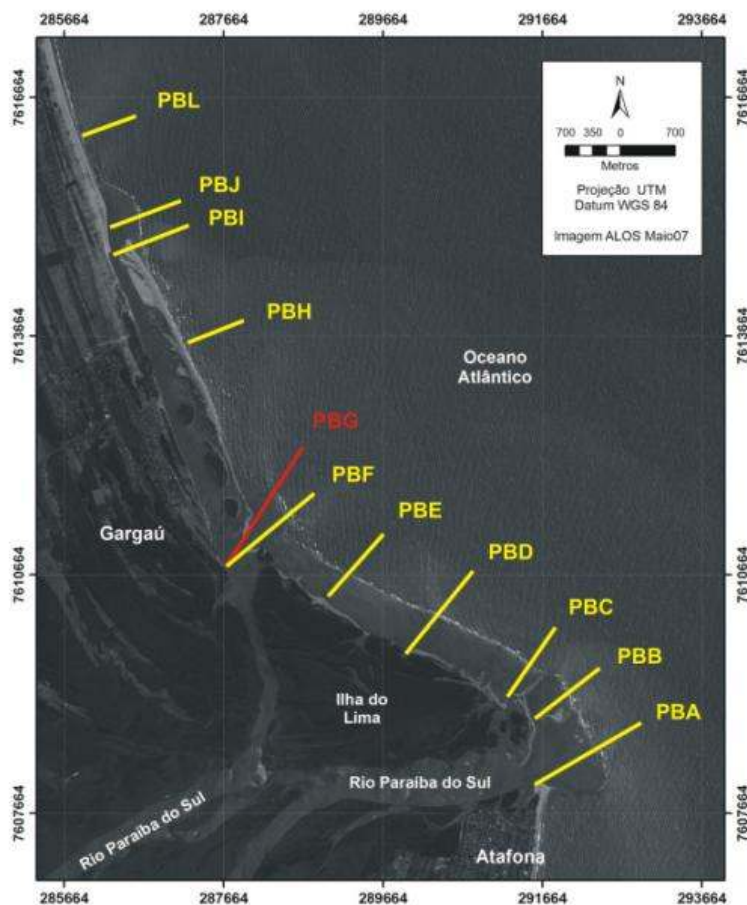 285664 287664 289664 291664 293664
7616664
7616664
N
700 350 0 700
Metros
Projeção UTM
Datum WGS 84
Imagem ALOS Maio07
PBL
PBJ
PBI
PBH
7613664
7613664
Oceano
Atlântico
PBG
PBF
PBE
Gargaú
PBD
7610664
7610664
PBC
PBB
Ilha do
Lima
PBA
Rio Paraíba do Sul
Rio Paraíba do Sul
7607664
7607664
Atafona
285664 287664 289664 291664 293664